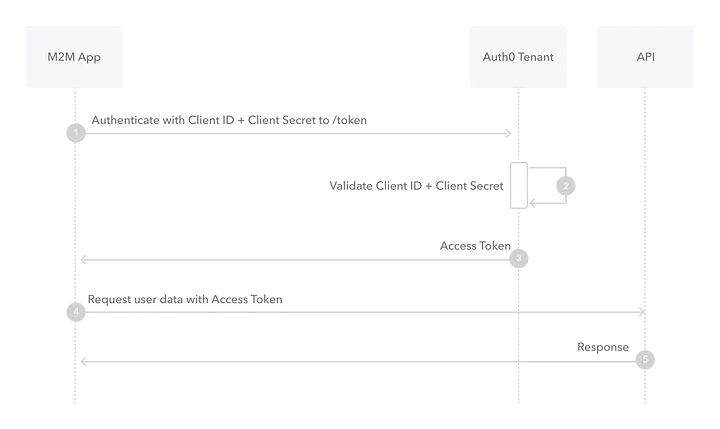 M2M App
Auth0 Tenant
API
Authenticate with Client ID + Client Secret to /token
1
Validate Client ID + Client Secret
2
Access Token
3
Request user data with Access Token
4
Response
5